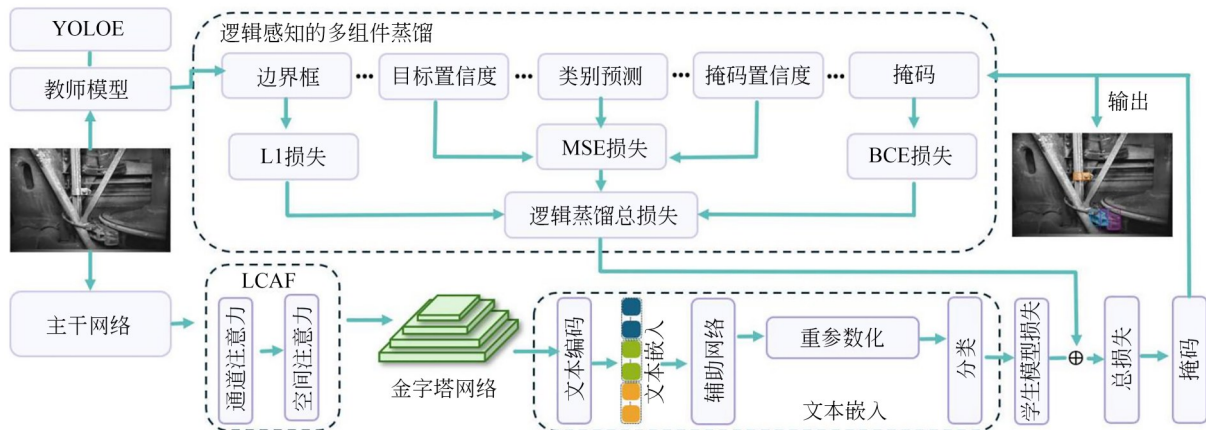 YOLOE
教师模型
逻辑感知的多组件蒸馏
边界框
目标置信度
类别预测
掩码置信度
掩码
输出
L1损失
MSE损失
BCE损失
逻辑蒸馏总损失
主干网络
LCAF
通道注意力
空间注意力
金字塔网络
文本编码
文本嵌入
辅助网络
重参数化
分类
文本嵌入
学生模型损失
总损失
掩码